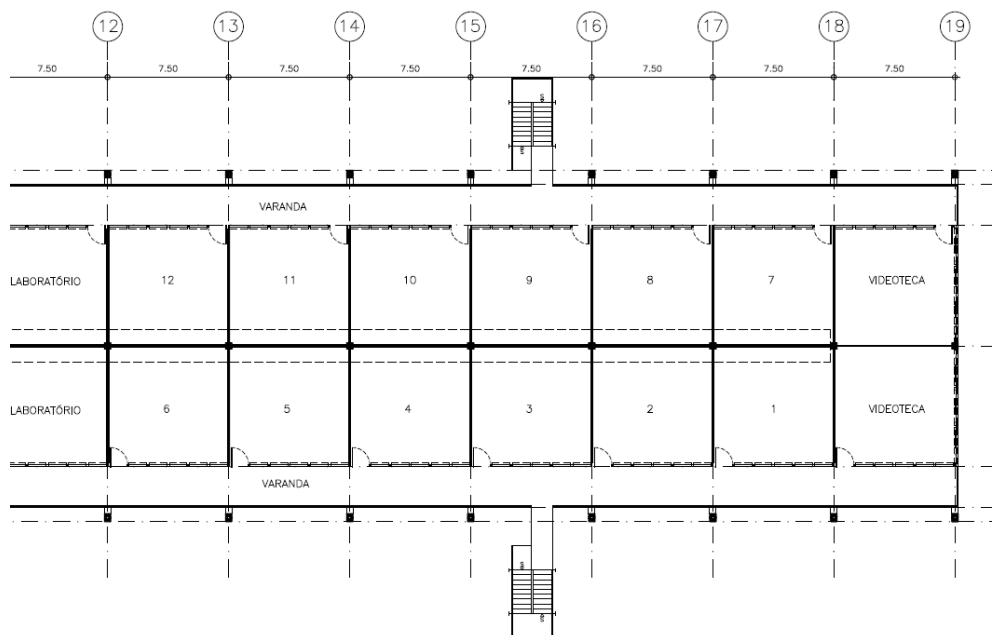 12 13 14 15 16 17 18 19
7.50 7.50 7.50 7.50 7.50 7.50 7.50 7.50
VARANDA
LABORATÓRIO 12 11 10 9 8 7 VIDEOTECA
LABORATÓRIO 6 5 4 3 2 1 VIDEOTECA
VARANDA